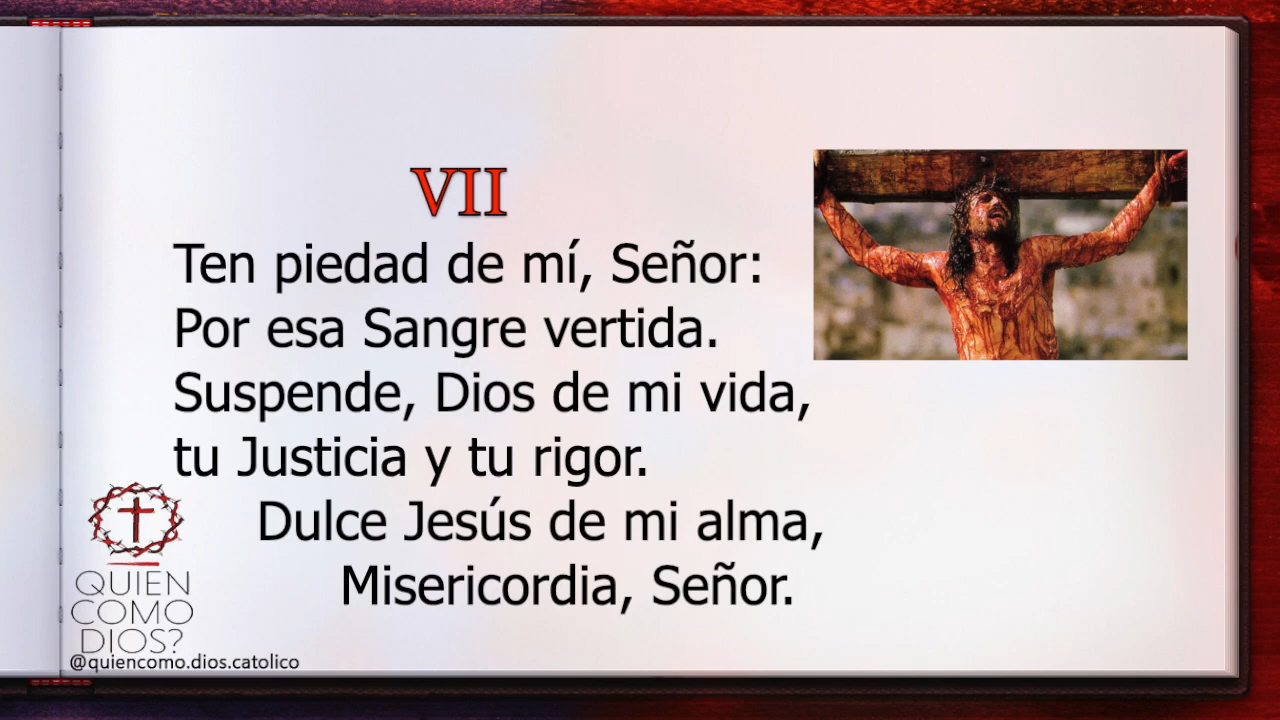 VII
Ten piedad de mí, Señor:
Por esa Sangre vertida.
Suspende, Dios de mi vida,
tu Justicia y tu rigor.
Dulce Jesús de mi alma,
Misericordia, Señor.
QUIEN
COMO
DIOS?
@quiencomo.dios.catolico